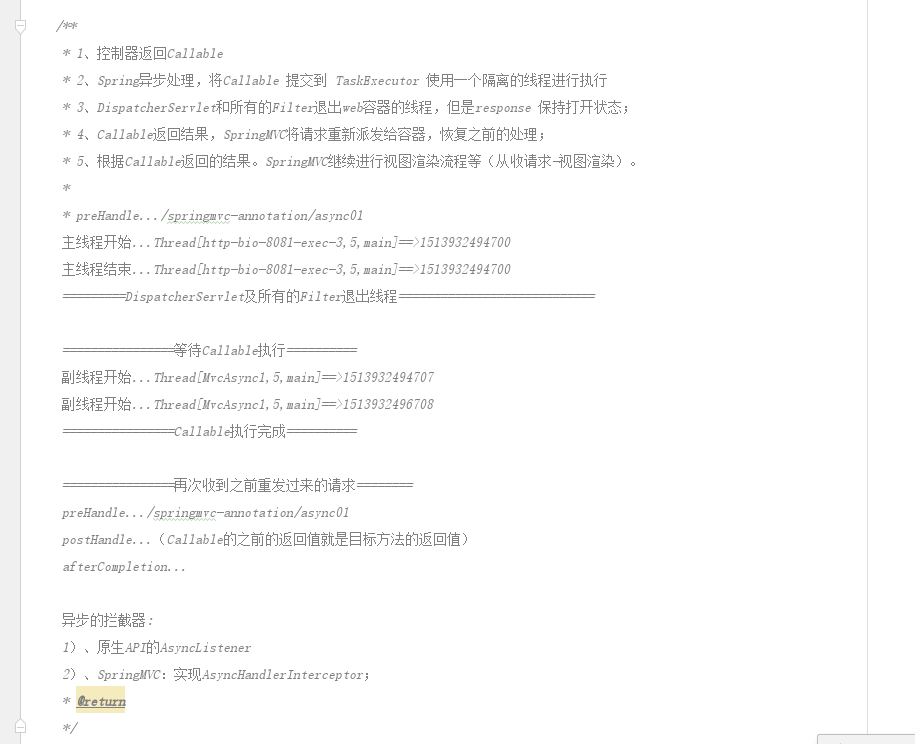 /**
* 1、控制器返回Callable
* 2、Spring异步处理，将Callable 提交到 TaskExecutor 使用一个隔离的线程进行执行
* 3、DispatcherServlet和所有的Filter退出web容器的线程，但是response 保持打开状态；
* 4、Callable返回结果，SpringMVC将请求重新派发给容器，恢复之前的处理；
* 5、根据Callable返回的结果。SpringMVC继续进行视图渲染流程等（从收请求-视图渲染）。
*
* preHandle.../springmvc-annotation/async01
主线程开始...Thread[http-bio-8081-exec-3,5,main]==>1513932494700
主线程结束...Thread[http-bio-8081-exec-3,5,main]==>1513932494700
=========DispatcherServlet及所有的Filter退出线程============================
================等待Callable执行==========
副线程开始...Thread[MvcAsync1,5,main]==>1513932494707
副线程开始...Thread[MvcAsync1,5,main]==>1513932496708
================Callable执行完成==========
================再次收到之前重发过来的请求========
preHandle.../springmvc-annotation/async01
postHandle...（Callable的之前的返回值就是目标方法的返回值）
afterCompletion...
异步的拦截器:
1）、原生API的AsyncListener
2）、SpringMVC：实现AsyncHandlerInterceptor；
* @return
*/